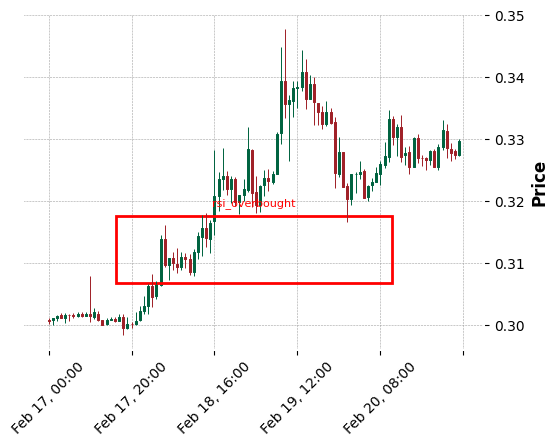 0.35
0.34
0.33
0.32
0.31
0.30
Price
si_overbought
Feb 17, 00:00
Feb 17, 20:00
Feb 18, 16:00
Feb 19, 12:00
Feb 20, 08:00